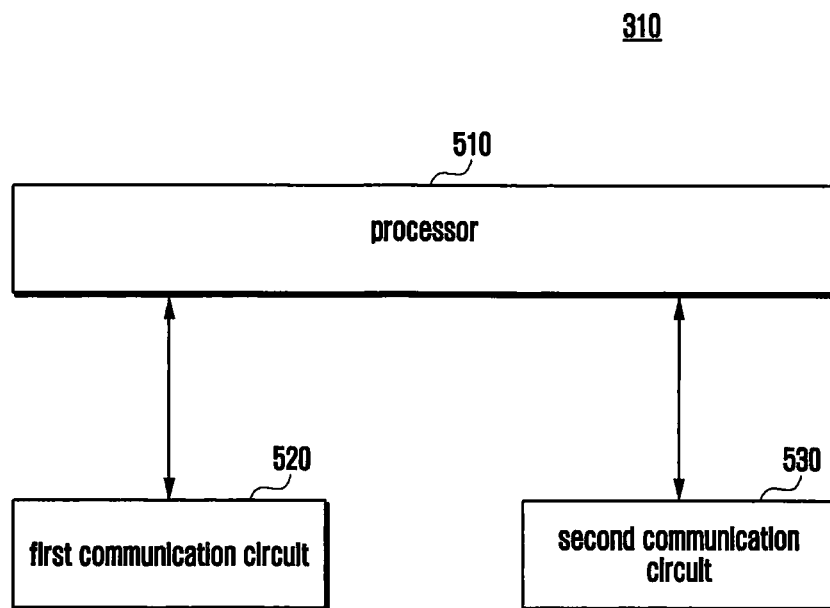 310
510
processor
520
530
first communication circuit
second communication
circuit